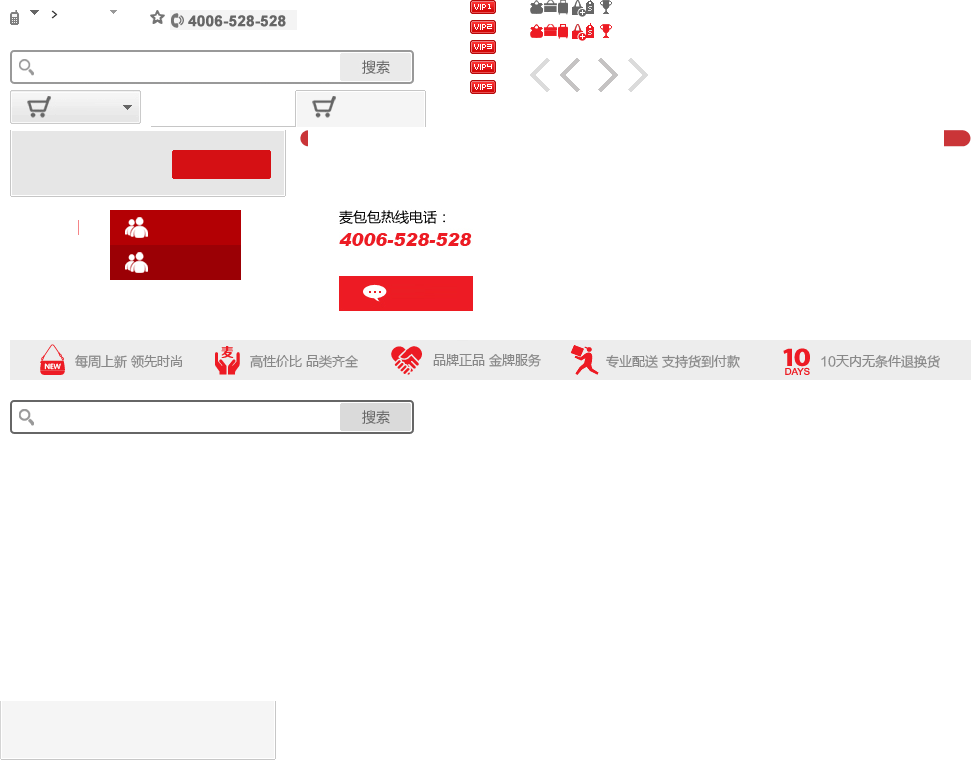 VIP1
4006-528-528
VIP2
VIP3
搜索
VIP4
VIP5
麦包包热线电话：
4006-528-528
NEW 每周上新 领先时尚 麦 高性价比 品类齐全 品牌正品 金牌服务 专业配送 支持货到付款 10 DAYS 10天内无条件退换货
搜索